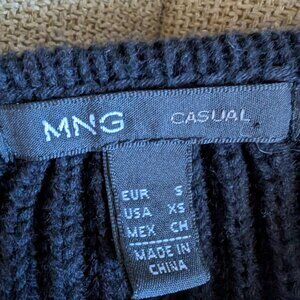 MNG CASUAL
EUR S
USA XS
MEX CH
MADE IN
CHINA